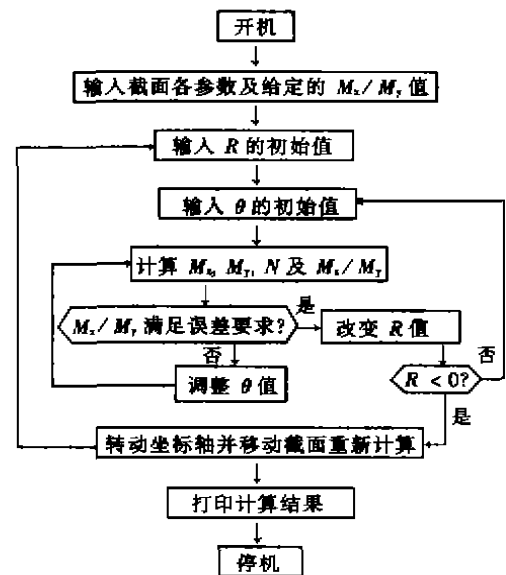 开机
输入截面各参数及给定的 Mx/My 值
输入 R 的初始值
输入 θ 的初始值
计算 Mx, My, N 及 Mx/My
Mx/My 满足误差要求?
是
改变 R 值
否
调整 θ 值
R < 0?
否
是
转动坐标轴并移动截面重新计算
打印计算结果
停机